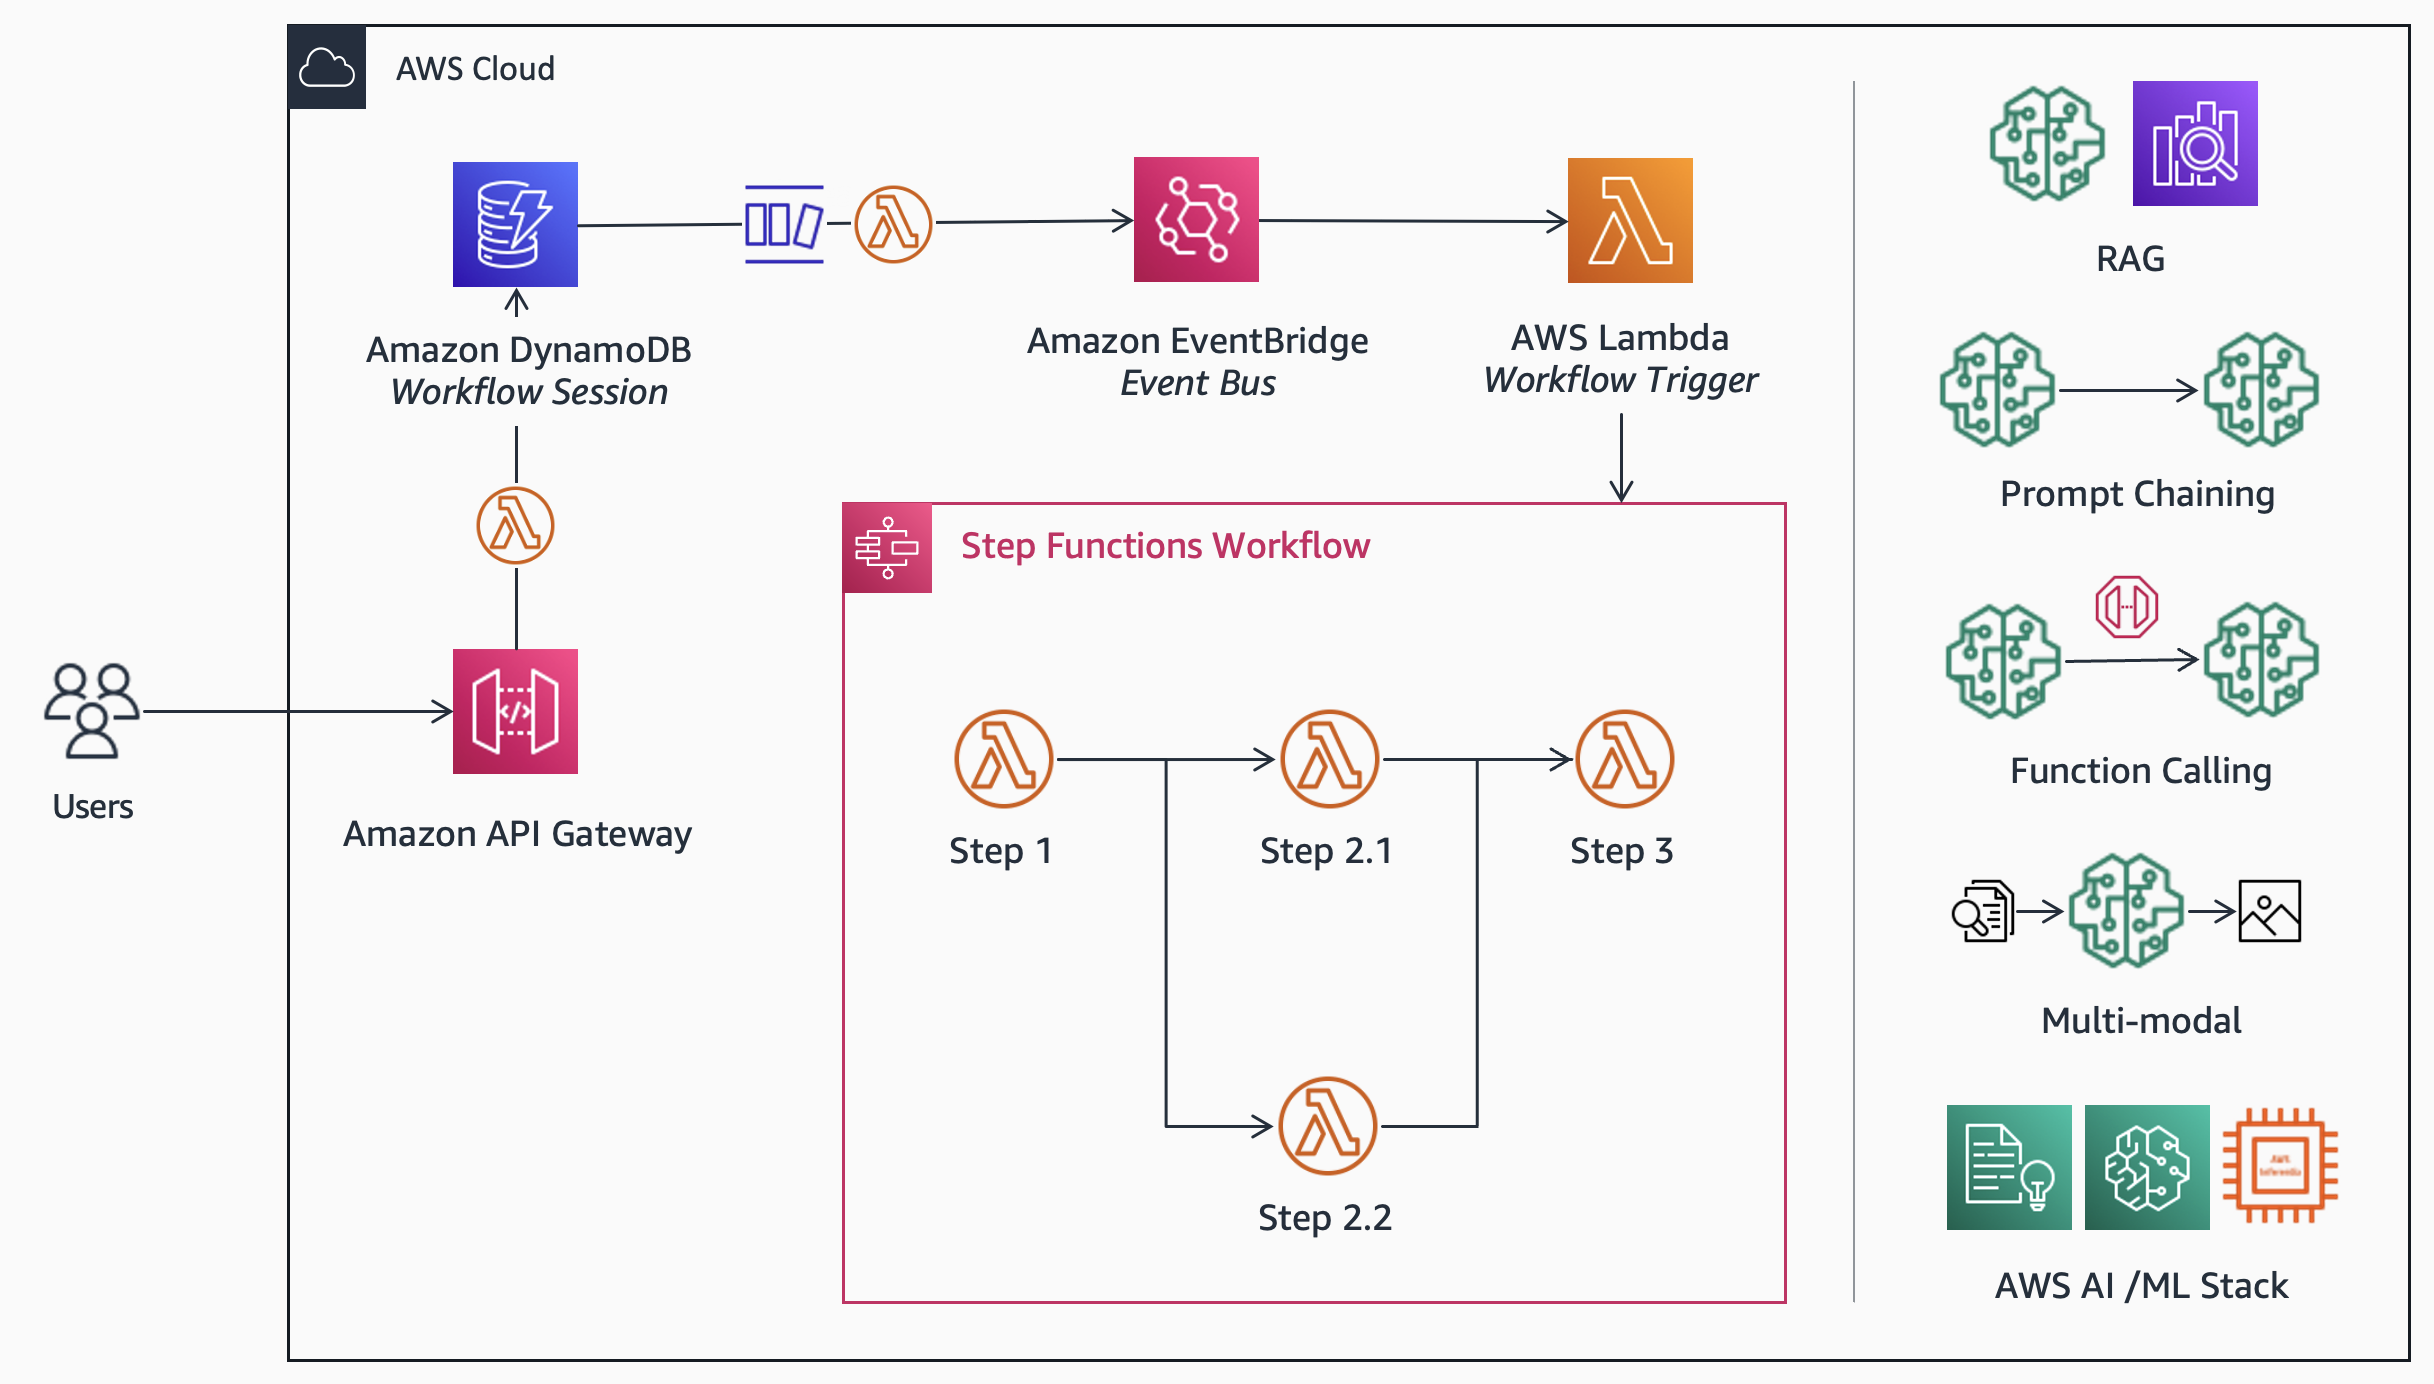 AWS Cloud
Amazon DynamoDB
Workflow Session
Amazon EventBridge
Event Bus
AWS Lambda
Workflow Trigger
Users
</>
Amazon API Gateway
Step Functions Workflow
Step 1
Step 2.1
Step 3
Step 2.2
RAG
Prompt Chaining
Function Calling
Multi-modal
AWS
Inferentia
AWS AI /ML Stack